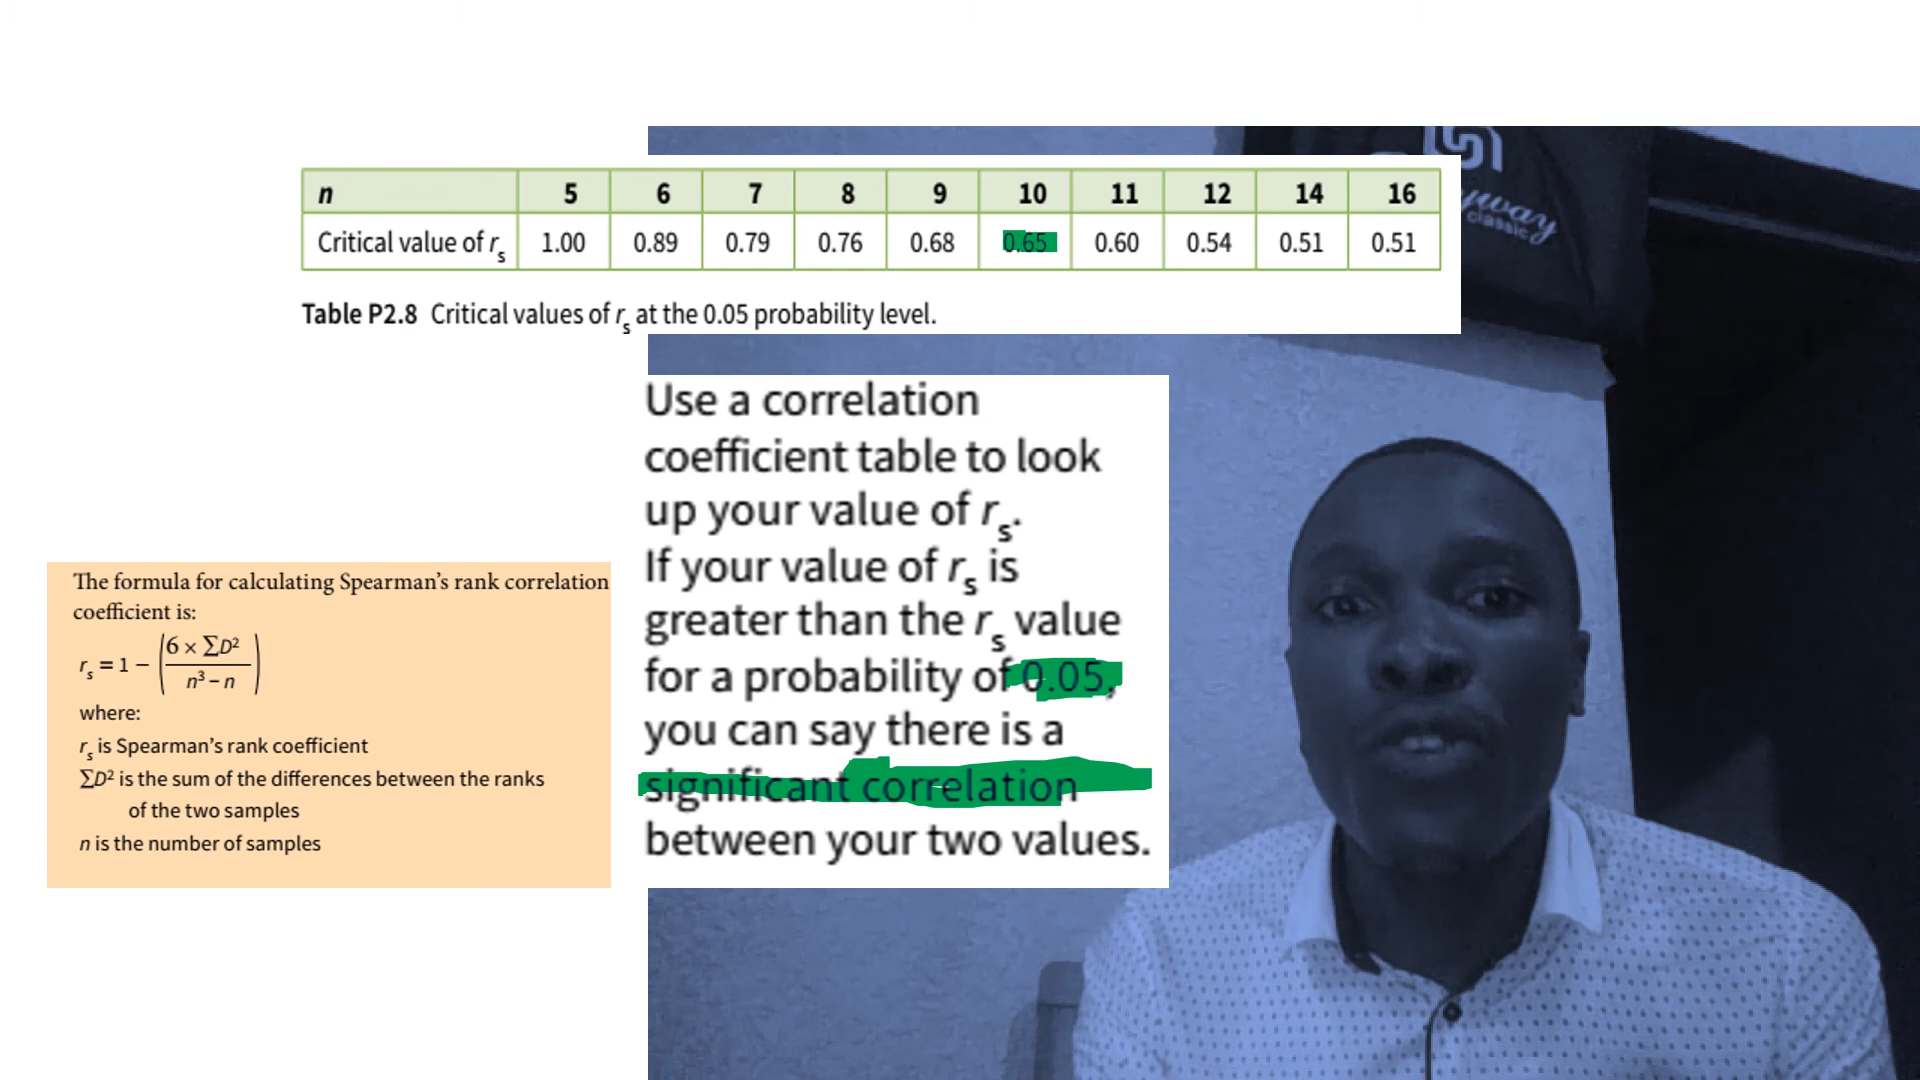 n 5 6 7 8 9 10 11 12 14 16
Critical value of rs 1.00 0.89 0.79 0.76 0.68 0.65 0.60 0.54 0.51 0.51
Table P2.8 Critical values of rs at the 0.05 probability level.
yway
classic
Use a correlation
coefficient table to look
up your value of rs.
If your value of rs is
greater than the rs value
for a probability of 0.05,
you can say there is a
significant correlation
between your two values.
The formula for calculating Spearman's rank correlation
coefficient is:
rs = 1 − (6 × ∑D² / n³ − n)
where:
rs is Spearman's rank coefficient
∑D² is the sum of the differences between the ranks
of the two samples
n is the number of samples